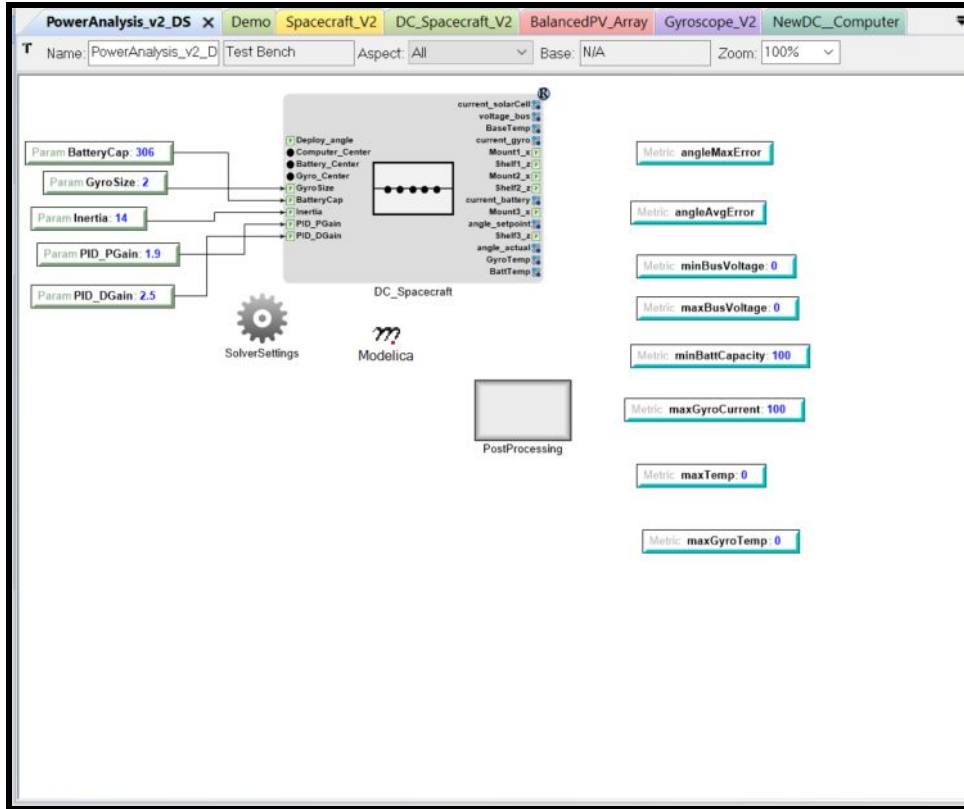 PowerAnalysis_v2_DS X Demo Spacecraft_V2 DC_Spacecraft_V2 BalancedPV_Array Gyroscope_V2 NewDC__Computer
T Name: PowerAnalysis_v2_D Test Bench Aspect: All Base: N/A Zoom: 100%
R
Param BatteryCap: 306
Param GyroSize: 2
Param Inertia: 14
Param PID_PGain: 1.9
Param PID_DGain: 2.5
Deploy_angle
Computer_Center
Battery_Center
Gyro_Center
GyroSize
BatteryCap
Inertia
PID_PGain
PID_DGain
current_solarCell
voltage_bus
BaseTemp
current_gyro
Mount1_x
Shelf1_z
Mount2_x
Shelf2_z
current_battery
Mount3_x
angle_setpoint
Shelf3_z
angle_actual
GyroTemp
BattTemp
DC_Spacecraft
SolverSettings
m
Modelica
PostProcessing
Metric angleMaxError
Metric angleAvgError
Metric minBusVoltage: 0
Metric maxBusVoltage: 0
Metric minBattCapacity: 100
Metric maxGyroCurrent: 100
Metric maxTemp: 0
Metric maxGyroTemp: 0